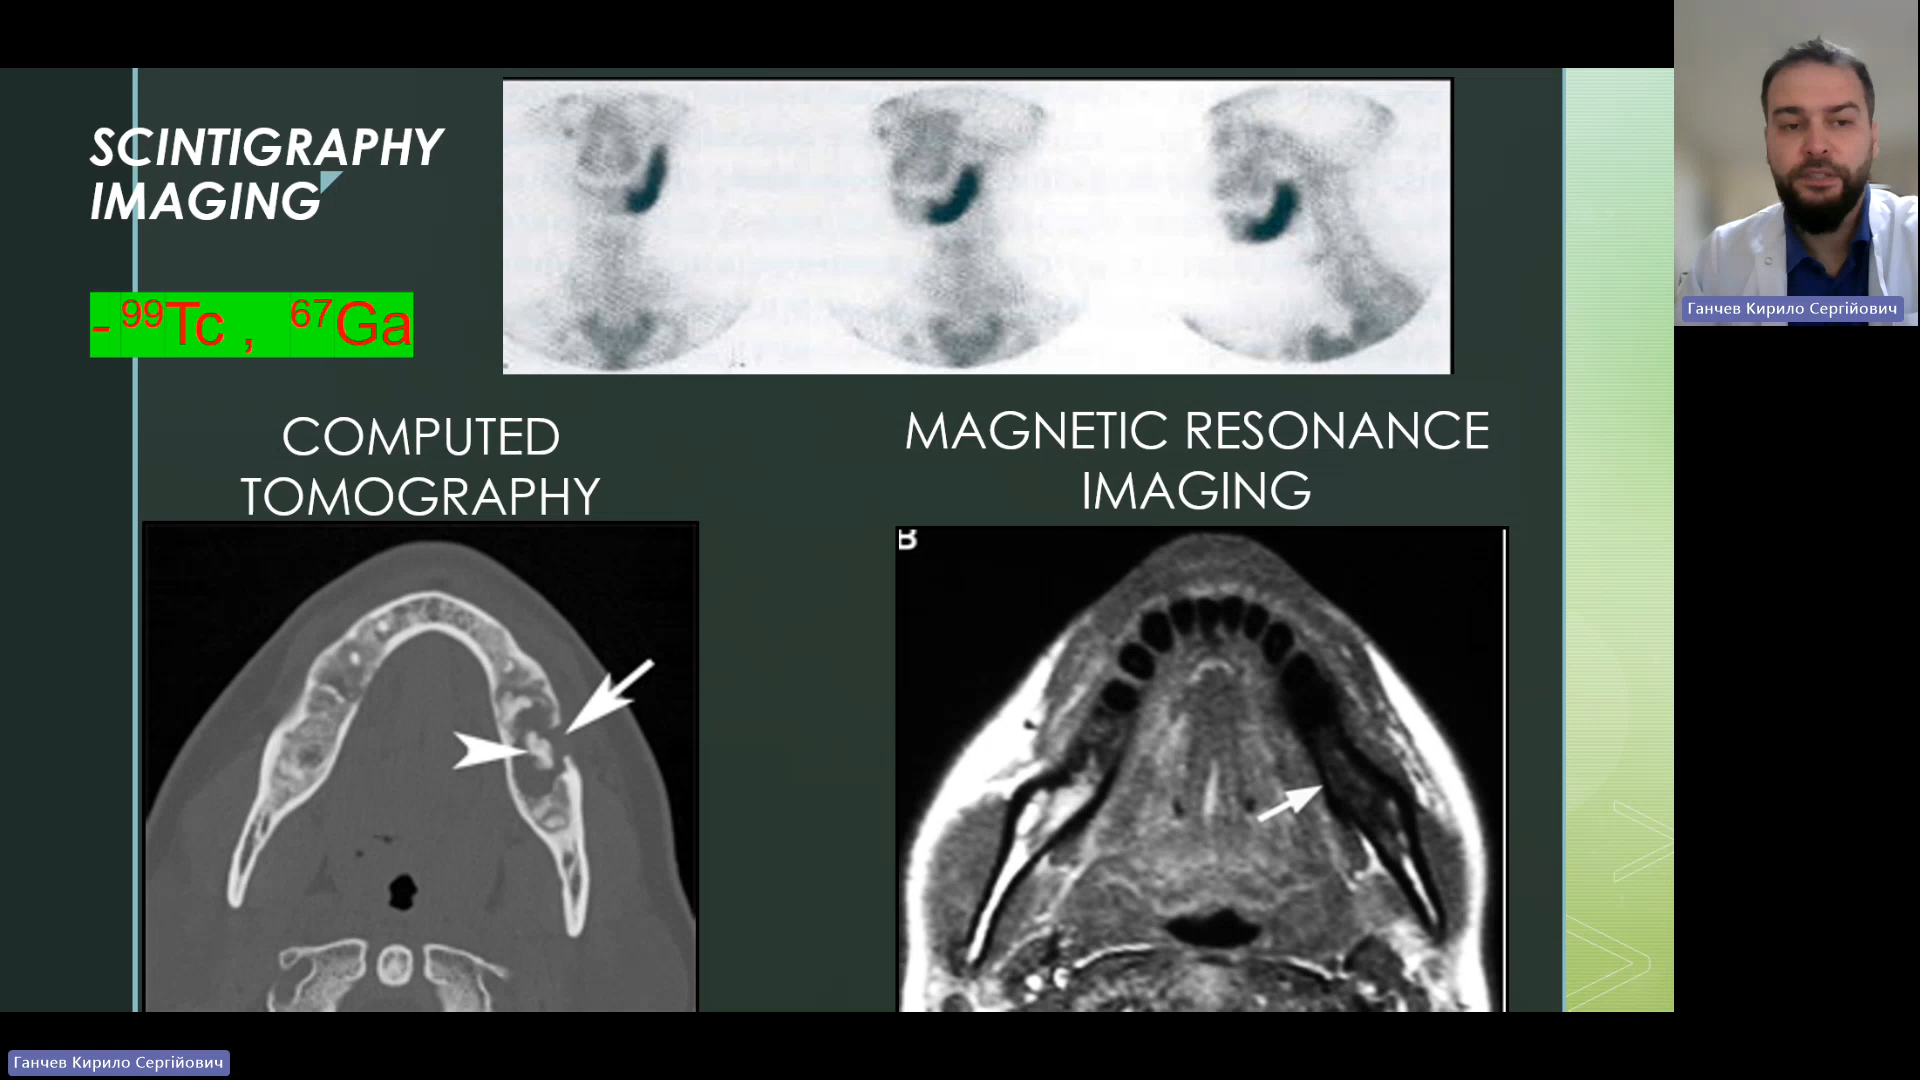 SCINTIGRAPHY
IMAGING
- ⁹⁹Tc , ⁶⁷Ga
COMPUTED
TOMOGRAPHY
MAGNETIC RESONANCE
IMAGING
B
Ганчев Кирило Сергійович
Ганчев Кирило Сергійович